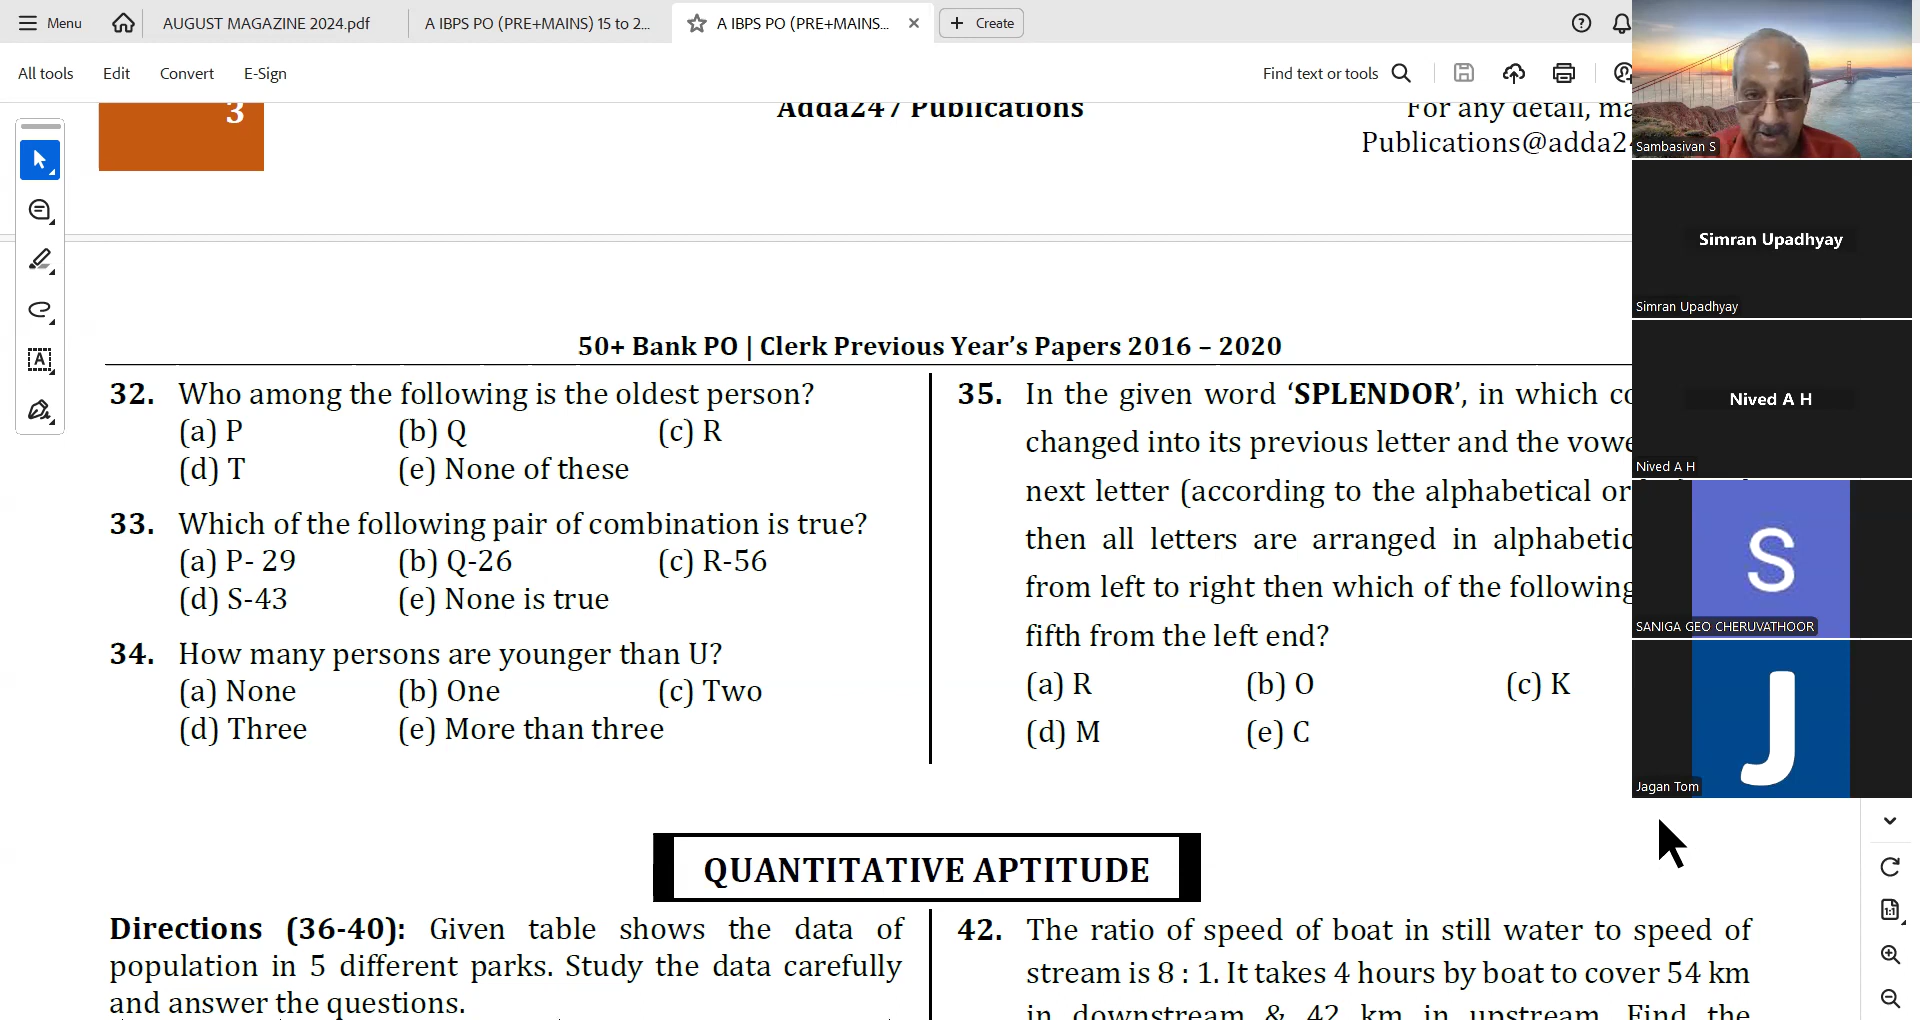 Menu
AUGUST MAGAZINE 2024.pdf
A IBPS PO (PRE+MAINS) 15 to 2...
A IBPS PO (PRE+MAINS...
Create
All tools
Edit
Convert
E-Sign
Find text or tools
3
Adda247 Publications
For any detail, ma
Publications@adda2
50+ Bank PO | Clerk Previous Year's Papers 2016 – 2020
32. Who among the following is the oldest person?
(a) P (b) Q (c) R
(d) T (e) None of these
33. Which of the following pair of combination is true?
(a) P- 29 (b) Q-26 (c) R-56
(d) S-43 (e) None is true
34. How many persons are younger than U?
(a) None (b) One (c) Two
(d) Three (e) More than three
35. In the given word ‘SPLENDOR’, in which co
changed into its previous letter and the vowe
next letter (according to the alphabetical or
then all letters are arranged in alphabetic
from left to right then which of the following
fifth from the left end?
(a) R (b) O (c) K
(d) M (e) C
QUANTITATIVE APTITUDE
Directions (36-40): Given table shows the data of
population in 5 different parks. Study the data carefully
and answer the questions.
42. The ratio of speed of boat in still water to speed of
stream is 8 : 1. It takes 4 hours by boat to cover 54 km
in downstream & 42 km in upstream. Find the
Sambasivan S
Simran Upadhyay
Simran Upadhyay
Nived A H
Nived A H
S
SANIGA GEO CHERUVATHOOR
J
Jagan Tom